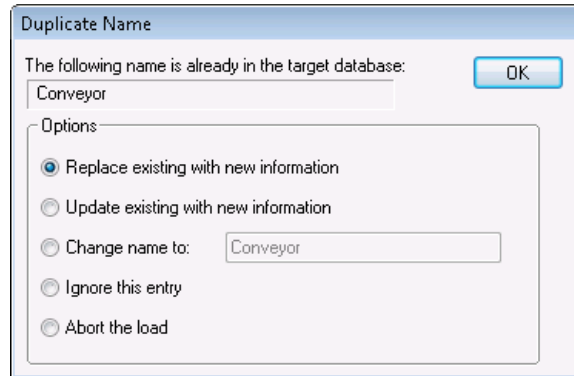 Duplicate Name
The following name is already in the target database:
OK
Conveyor
Options
Replace existing with new information
Update existing with new information
Change name to: Conveyor
Ignore this entry
Abort the load